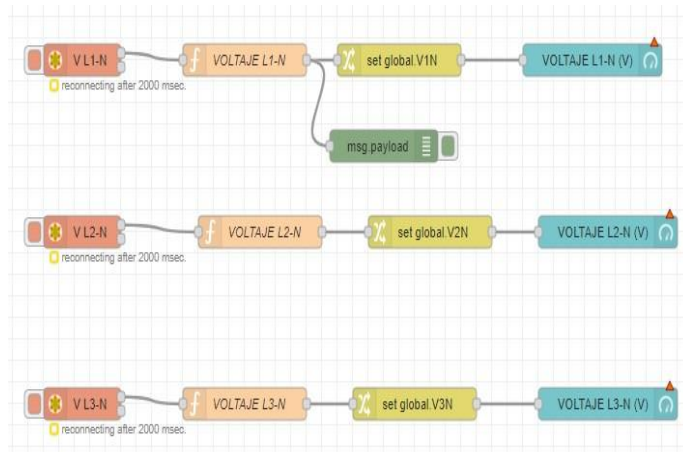 V L1-N
VOLTAJE L1-N
set global.V1N
VOLTAJE L1-N (V)
reconnecting after 2000 msec.
msg.payload
V L2-N
VOLTAJE L2-N
set global.V2N
VOLTAJE L2-N (V)
reconnecting after 2000 msec.
V L3-N
VOLTAJE L3-N
set global.V3N
VOLTAJE L3-N (V)
reconnecting after 2000 msec.